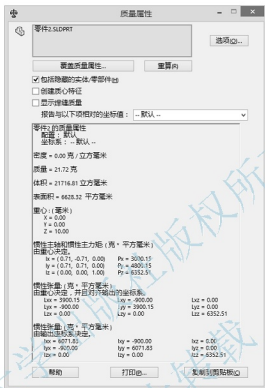 质量属性
零件2.SLDPRT
选项(O)...
覆盖质量属性...
重算(R)
包括隐藏的实体/零部件(H)
创建质心特征
显示缝焊质量
报告与以下项相对的坐标值: -- 默认 --
零件2 的质量属性
配置: 默认
坐标系: -- 默认 --
密度 = 0.00 克 / 立方毫米
质量 = 21.72 克
体积 = 21716.81 立方毫米
表面积 = 6628.32 平方毫米
重心: ( 毫米 )
X = 0.00
Y = 0.00
Z = 10.00
惯性主轴和惯性主力矩: ( 克 * 平方毫米 )
由重心决定。
Ix = ( 0.71, -0.71, 0.00) Px = 3000.15
Iy = ( 0.71, 0.71, 0.00) Py = 4800.15
Iz = ( 0.00, 0.00, 1.00) Pz = 6352.51
惯性张量: ( 克 * 平方毫米 )
由重心决定，并且对齐输出的坐标系。
Lxx = 3900.15 Lxy = -900.00 Lxz = 0.00
Lyx = -900.00 Lyy = 3900.15 Lyz = 0.00
Lzx = 0.00 Lzy = 0.00 Lzz = 6352.51
惯性张量: ( 克 * 平方毫米 )
由输出座标系决定。
Ixx = 6071.83 Ixy = -900.00 Ixz = 0.00
Iyx = -900.00 Iyy = 6071.83 Iyz = 0.00
Izx = 0.00 Izy = 0.00 Izz = 6352.51
帮助
打印(P)...
复制到剪贴板(C)